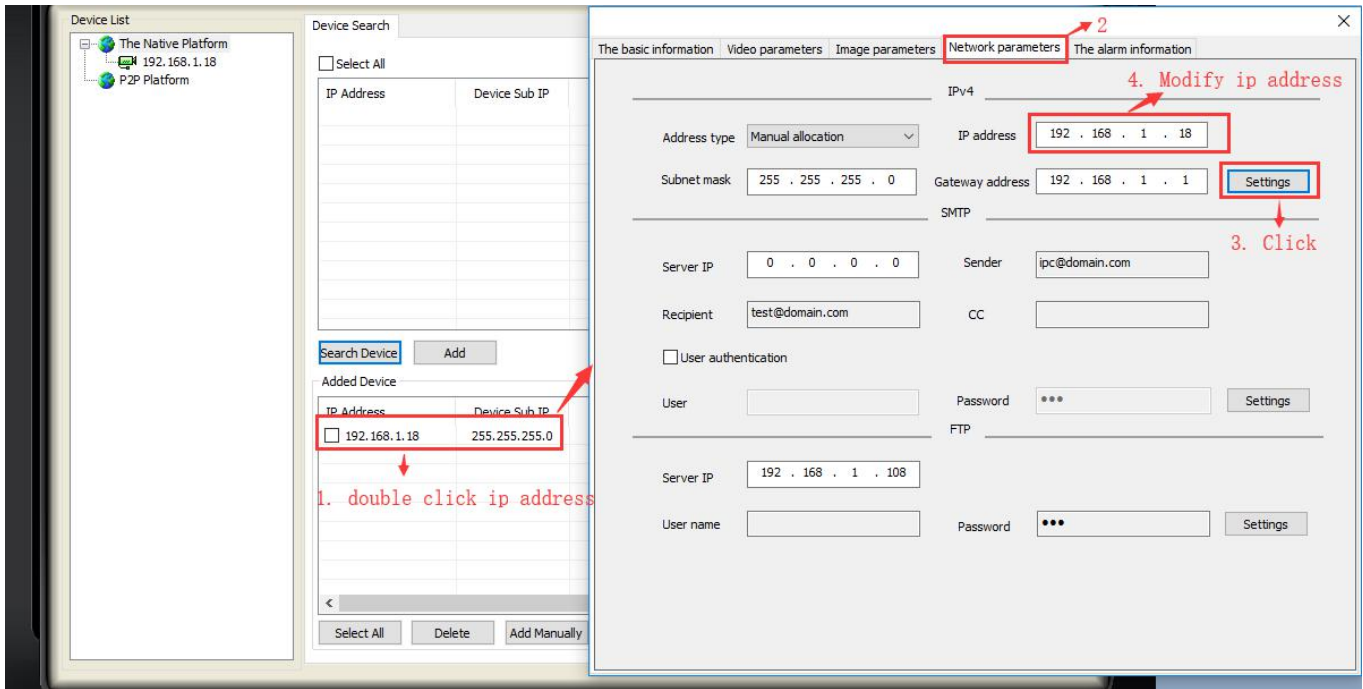 Device List
The Native Platform
192.168.1.18
P2P Platform
Device Search
Select All
IP Address Device Sub IP
Search Device Add
Added Device
IP Address Device Sub IP
192.168.1.18 255.255.255.0
1. double click ip address
Select All Delete Add Manually
2
The basic information Video parameters Image parameters Network parameters The alarm information
4. Modify ip address
IPv4
Address type Manual allocation IP address 192 . 168 . 1 . 18
Subnet mask 255 . 255 . 255 . 0 Gateway address 192 . 168 . 1 . 1 Settings
SMTP
3. Click
Server IP 0 . 0 . 0 . 0 Sender ipc@domain.com
Recipient test@domain.com CC
User authentication
User Password ●●● Settings
FTP
Server IP 192 . 168 . 1 . 108
User name Password ●●● Settings